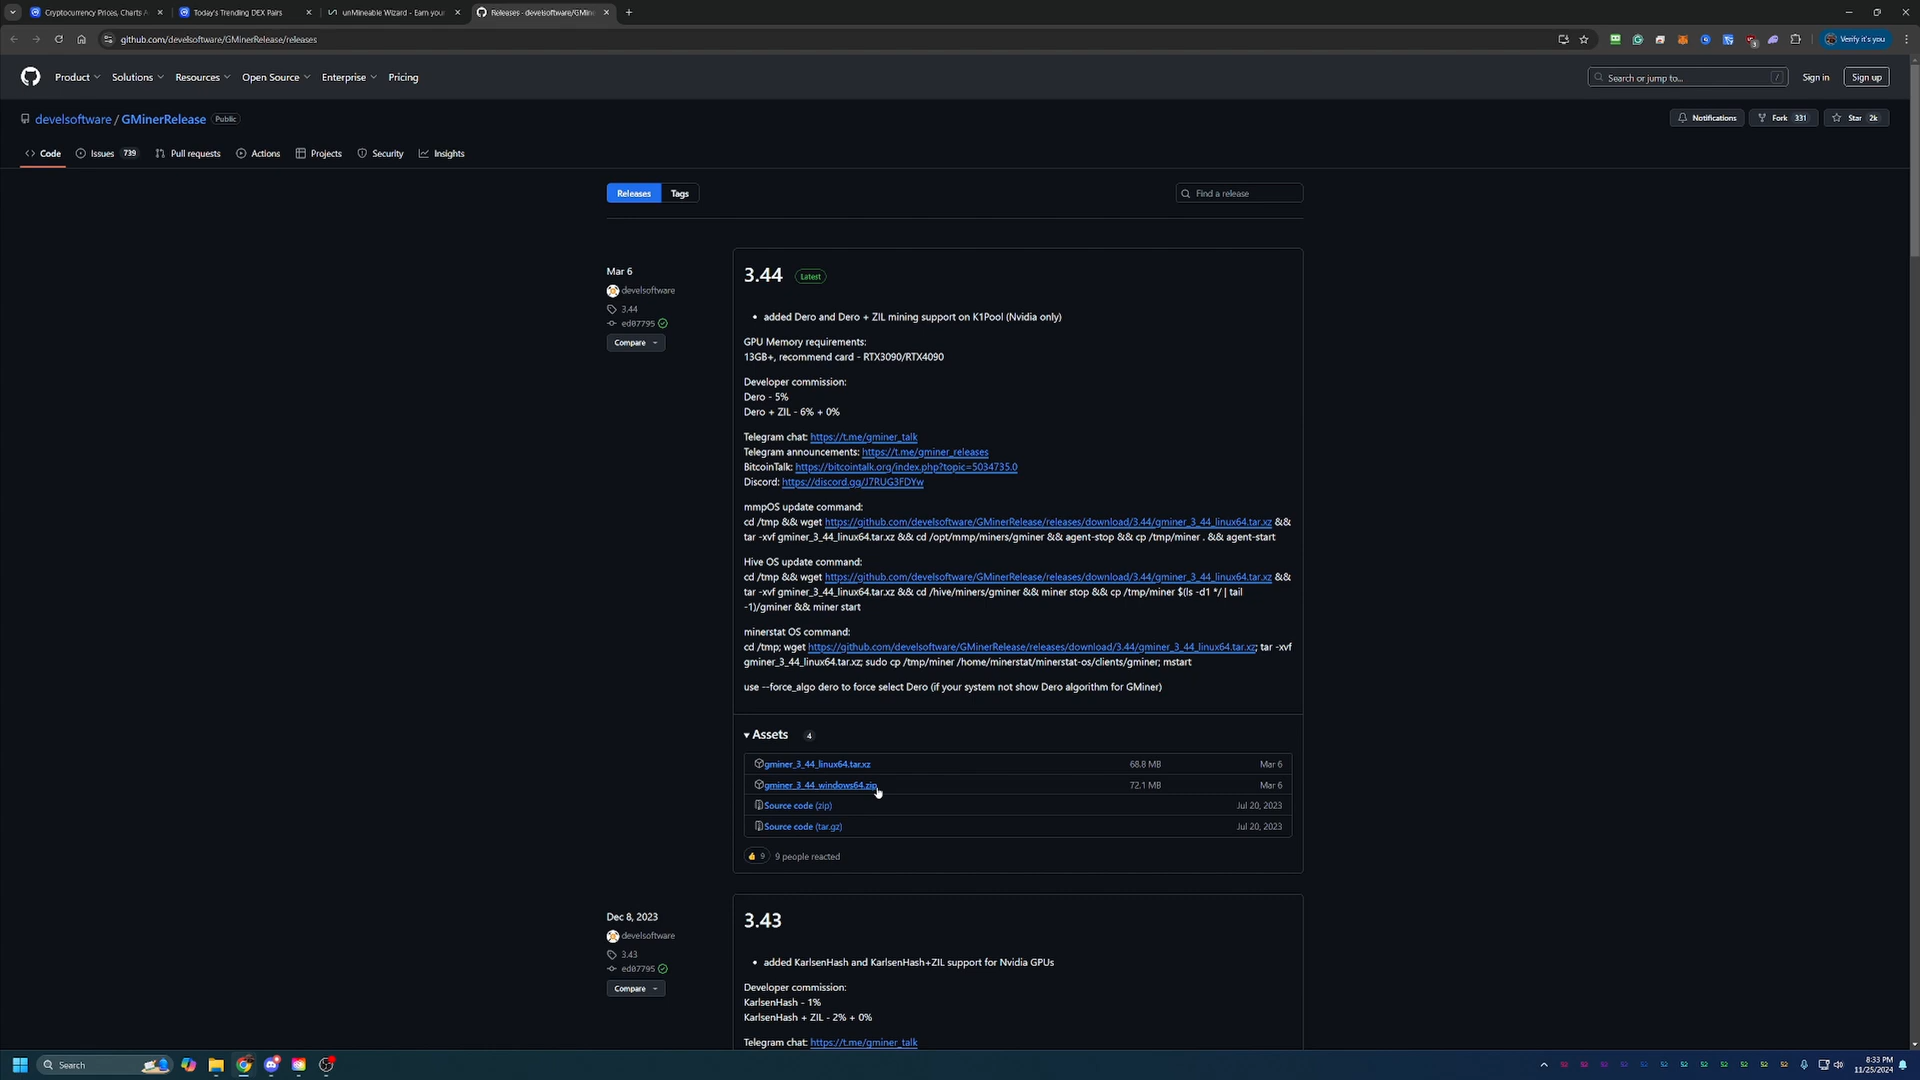 Cryptocurrency Prices, Charts A
Today's Trending DEX Pairs
unMineable Wizard - Earn your
Releases · develsoftware/GMin
github.com/develsoftware/GMinerRelease/releases
Verify it's you
Product
Solutions
Resources
Open Source
Enterprise
Pricing
Search or jump to...
/
Sign in
Sign up
develsoftware / GMinerRelease
Public
Notifications
Fork 331
Star 2k
Code
Issues 739
Pull requests
Actions
Projects
Security
Insights
Releases
Tags
Find a release
Mar 6
develsoftware
3.44
ed07795
Compare
3.44 Latest
• added Dero and Dero + ZIL mining support on K1Pool (Nvidia only)
GPU Memory requirements:
13GB+, recommend card - RTX3090/RTX4090
Developer commission:
Dero - 5%
Dero + ZIL - 6% + 0%
Telegram chat: https://t.me/gminer_talk
Telegram announcements: https://t.me/gminer_releases
BitcoinTalk: https://bitcointalk.org/index.php?topic=5034735.0
Discord: https://discord.gg/J7RUG3FDYw
mmpOS update command:
cd /tmp && wget https://github.com/develsoftware/GMinerRelease/releases/download/3.44/gminer_3_44_linux64.tar.xz &&
tar -xvf gminer_3_44_linux64.tar.xz && cd /opt/mmp/miners/gminer && agent-stop && cp /tmp/miner . && agent-start
Hive OS update command:
cd /tmp && wget https://github.com/develsoftware/GMinerRelease/releases/download/3.44/gminer_3_44_linux64.tar.xz &&
tar -xvf gminer_3_44_linux64.tar.xz && cd /hive/miners/gminer && miner stop && cp /tmp/miner $(ls -d1 */ | tail
-1)/gminer && miner start
minerstat OS command:
cd /tmp; wget https://github.com/develsoftware/GMinerRelease/releases/download/3.44/gminer_3_44_linux64.tar.xz; tar -xvf
gminer_3_44_linux64.tar.xz; sudo cp /tmp/miner /home/minerstat/minerstat-os/clients/gminer; mstart
use --force_algo dero to force select Dero (if your system not show Dero algorithm for GMiner)
Assets 4
gminer_3_44_linux64.tar.xz 68.8 MB Mar 6
gminer_3_44_windows64.zip 72.1 MB Mar 6
Source code (zip) Jul 20, 2023
Source code (tar.gz) Jul 20, 2023
9 9 people reacted
Dec 8, 2023
develsoftware
3.43
ed07795
Compare
3.43
• added KarlsenHash and KarlsenHash+ZIL support for Nvidia GPUs
Developer commission:
KarlsenHash - 1%
KarlsenHash + ZIL - 2% + 0%
Telegram chat: https://t.me/gminer_talk
Search
8:33 PM
11/25/2024